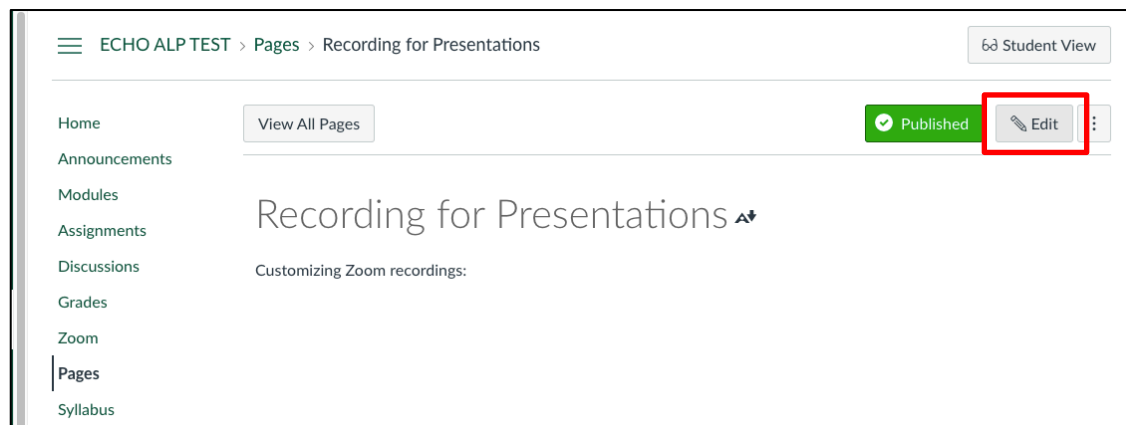 ECHO ALP TEST > Pages > Recording for Presentations
Student View
Home
Announcements
Modules
Assignments
Discussions
Grades
Zoom
Pages
Syllabus
View All Pages
Published
Edit
Recording for Presentations
Customizing Zoom recordings: